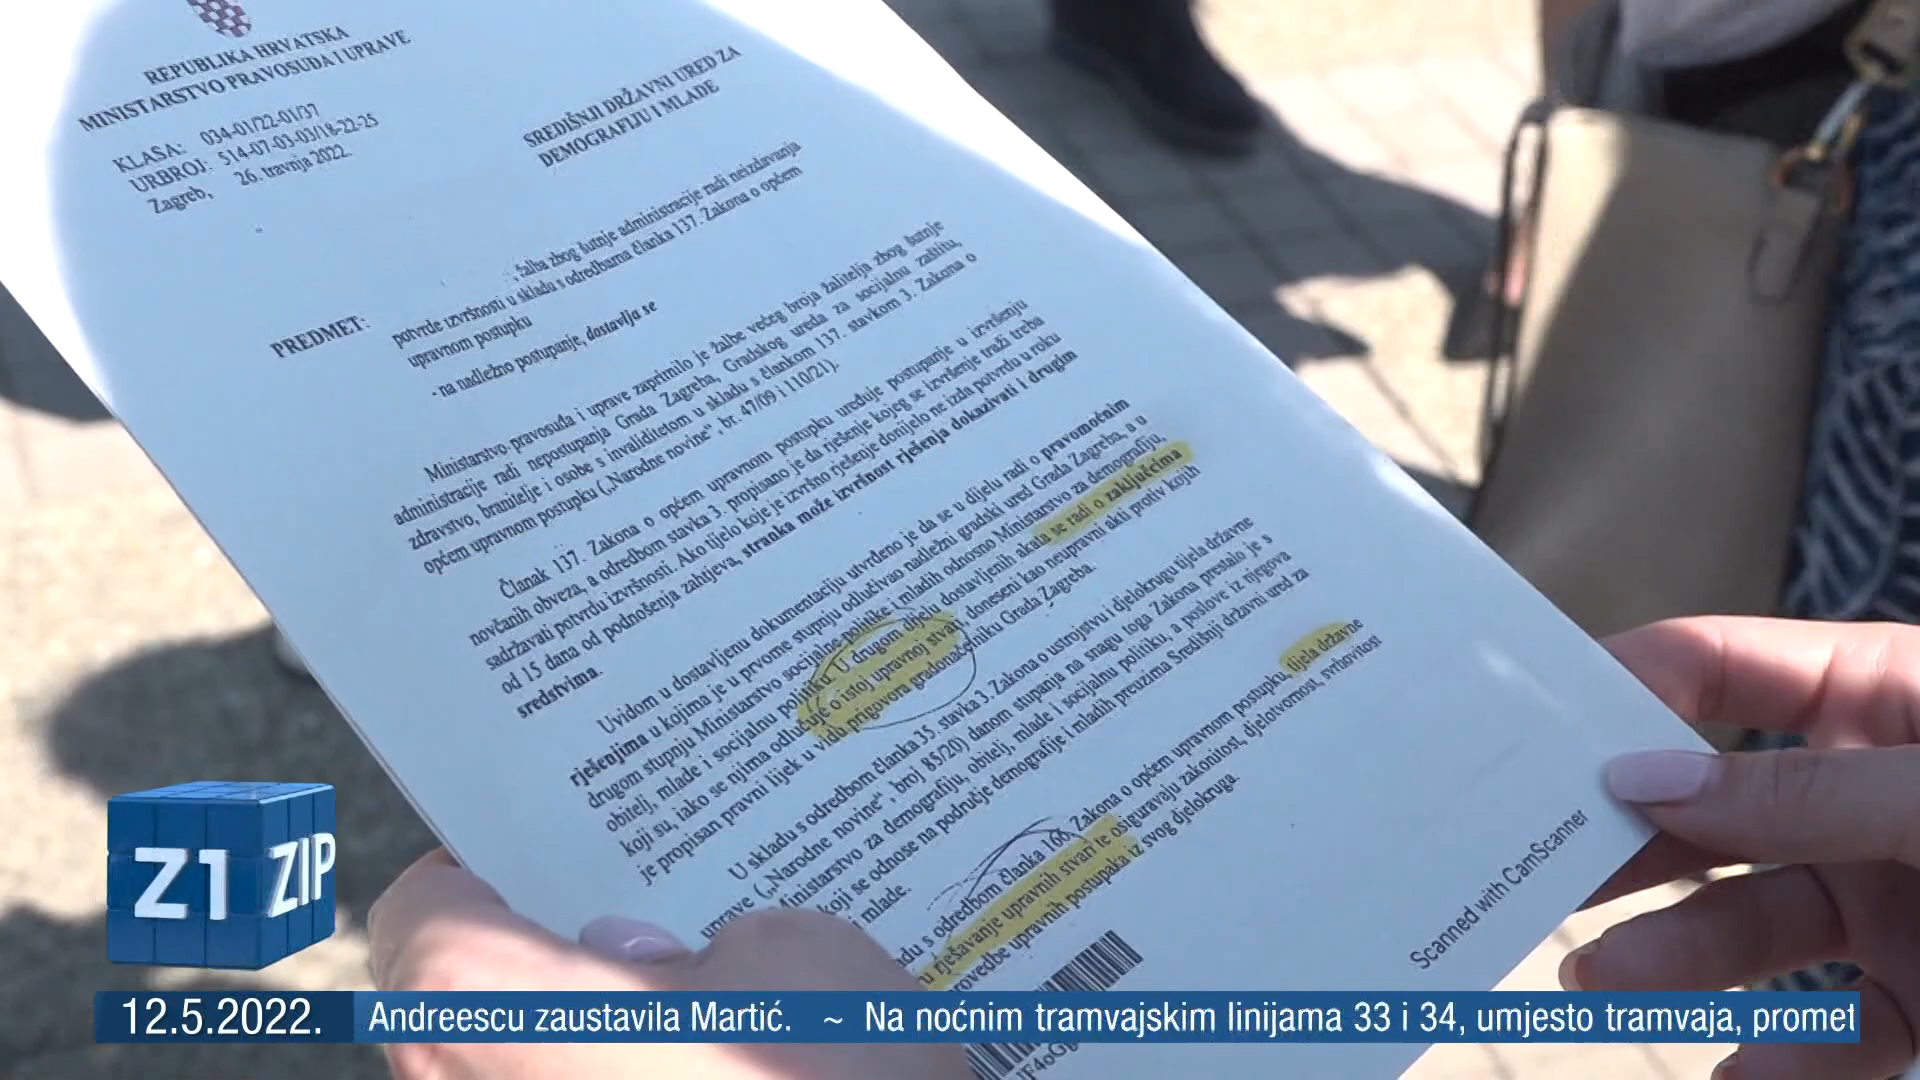 REPUBLIKA HRVATSKA
MINISTARSTVO PRAVOSUĐA I UPRAVE
KLASA: 034-01/22-01/37
URBROJ: 514-07-03-03/18-22-25
Zagreb, 26. travnja 2022.
SREDIŠNJI DRŽAVNI URED ZA
DEMOGRAFIJU I MLADE
PREDMET:
, žalba zbog šutnje administracije radi neizdavanja
potvrde izvršnosti u skladu s odredbama članka 137. Zakona o općem
upravnom postupku
- na nadležno postupanje, dostavlja se
Ministarstvo pravosuđa i uprave zaprimilo je žalbe većeg broja žalitelja zbog šutnje
administracije radi nepostupanja Grada Zagreba, Gradskog ureda za socijalnu zaštitu,
zdravstvo, branitelje i osobe s invaliditetom u skladu s člankom 137. stavkom 3. Zakona o
općem upravnom postupku („Narodne novine“, br. 47/09 i 110/21).
Članak 137. Zakona o općem upravnom postupku uređuje postupanje u izvršenju
novčanih obveza, a odredbom stavka 3. propisano je da rješenje kojeg se izvršenje traži treba
sadržavati potvrdu izvršnosti. Ako tijelo koje je izvršno rješenje donijelo ne izda potvrdu u roku
od 15 dana od podnošenja zahtjeva, stranka može izvršnost rješenja dokazivati i drugim
sredstvima.
Uvidom u dostavljenu dokumentaciju utvrđeno je da se u dijelu radi o pravomoćnim
rješenjima u kojima je u prvome stupnju odlučivao nadležni gradski ured Grada Zagreba, a u
drugom stupnju Ministarstvo socijalne politike i mladih odnosno Ministarstvo za demografiju,
obitelj, mlade i socijalnu politiku. U drugom dijelu dostavljenih akata se radi o zaključcima
koji su, iako se njima odlučuje o istoj upravnoj stvari, doneseni kao neupravni akti protiv kojih
je propisan pravni lijek u vidu prigovora gradonačelniku Grada Zagreba.
U skladu s odredbom članka 35. stavka 3. Zakona o ustrojstvu i djelokrugu tijela državne
uprave („Narodne novine“, broj 85/20) danom stupanja na snagu toga Zakona prestalo je s
Ministarstvo za demografiju, obitelj, mlade i socijalnu politiku, a poslove iz njegova
koji se odnose na područje demografije i mladih preuzima Središnji državni ured za
i mlade.
adu s odredbom članka 166. Zakona o općem upravnom postupku, tijela državne
u rješavanje upravnih stvari te osiguravaju zakonitost, djelotvornost, svrhovitost
rovedbe upravnih postupaka iz svog djelokruga.
Scanned with CamScanner
Z1 ZIP
12.5.2022. Andreescu zaustavila Martić. ~ Na noćnim tramvajskim linijama 33 i 34, umjesto tramvaja, promet